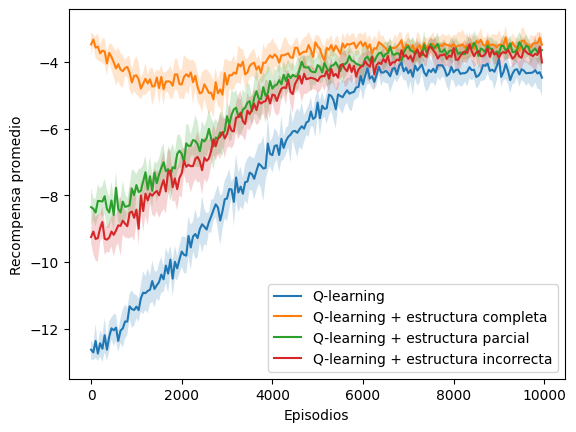 Recompensa promedio
−4
−6
−8
−10
−12
0
2000
4000
6000
8000
10000
Episodios
Q-learning
Q-learning + estructura completa
Q-learning + estructura parcial
Q-learning + estructura incorrecta